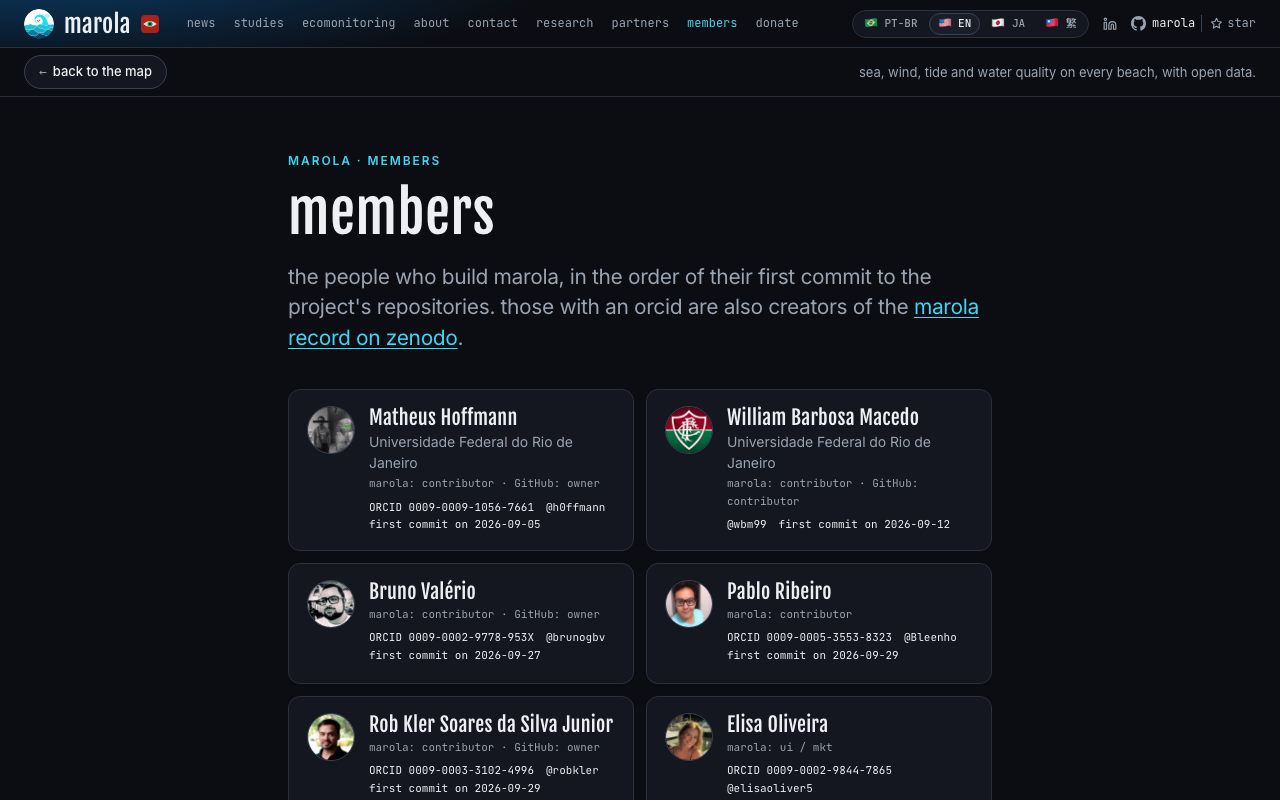 marola
news studies ecomonitoring about contact research partners members donate
PT-BR EN JA 繁
marola star
← back to the map
sea, wind, tide and water quality on every beach, with open data.
MAROLA · MEMBERS
members
the people who build marola, in the order of their first commit to the
project's repositories. those with an orcid are also creators of the marola
record on zenodo.
Matheus Hoffmann
Universidade Federal do Rio de
Janeiro
marola: contributor · GitHub: owner
ORCID 0009-0009-1056-7661 @h0ffmann
first commit on 2026-09-05
William Barbosa Macedo
Universidade Federal do Rio de
Janeiro
marola: contributor · GitHub:
contributor
@wbm99 first commit on 2026-09-12
Bruno Valério
marola: contributor · GitHub: owner
ORCID 0009-0002-9778-953X @brunogbv
first commit on 2026-09-27
Pablo Ribeiro
marola: contributor
ORCID 0009-0005-3553-8323 @Bleenho
first commit on 2026-09-29
Rob Kler Soares da Silva Junior
marola: contributor · GitHub: owner
ORCID 0009-0003-3102-4996 @robkler
first commit on 2026-09-29
Elisa Oliveira
marola: ui / mkt
ORCID 0009-0002-9844-7865
@elisaoliver5